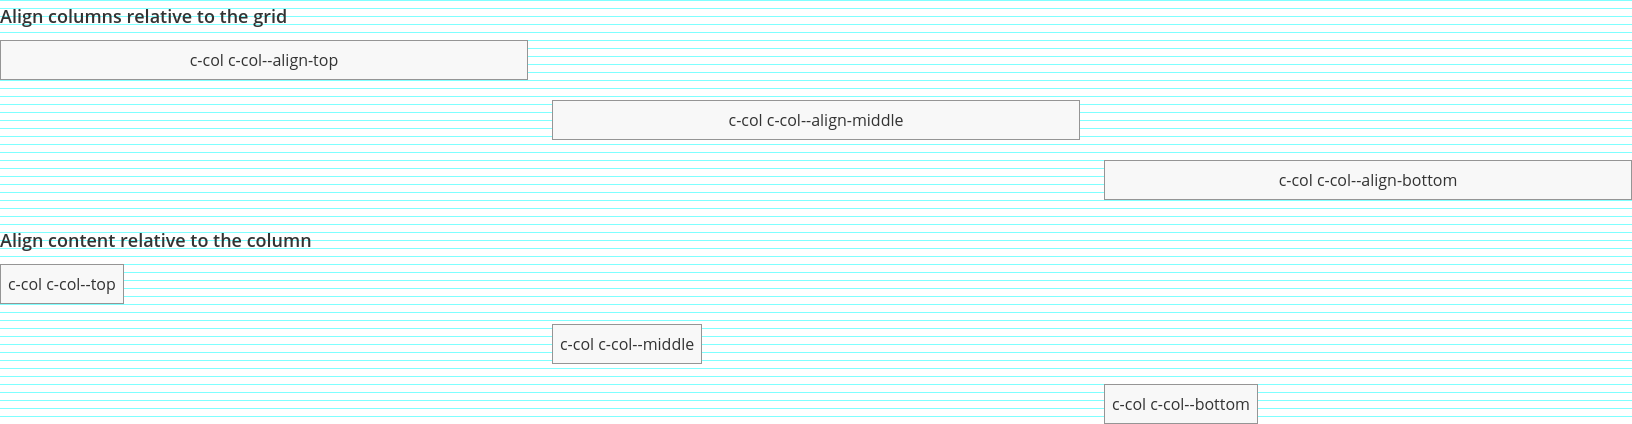 Align columns relative to the grid
c-col c-col--align-top
c-col c-col--align-middle
c-col c-col--align-bottom
Align content relative to the column
c-col c-col--top
c-col c-col--middle
c-col c-col--bottom